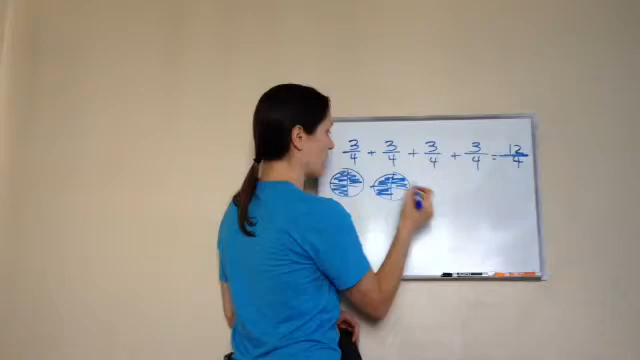 3/4 + 3/4 + 3/4 + 3/4 = 12/4